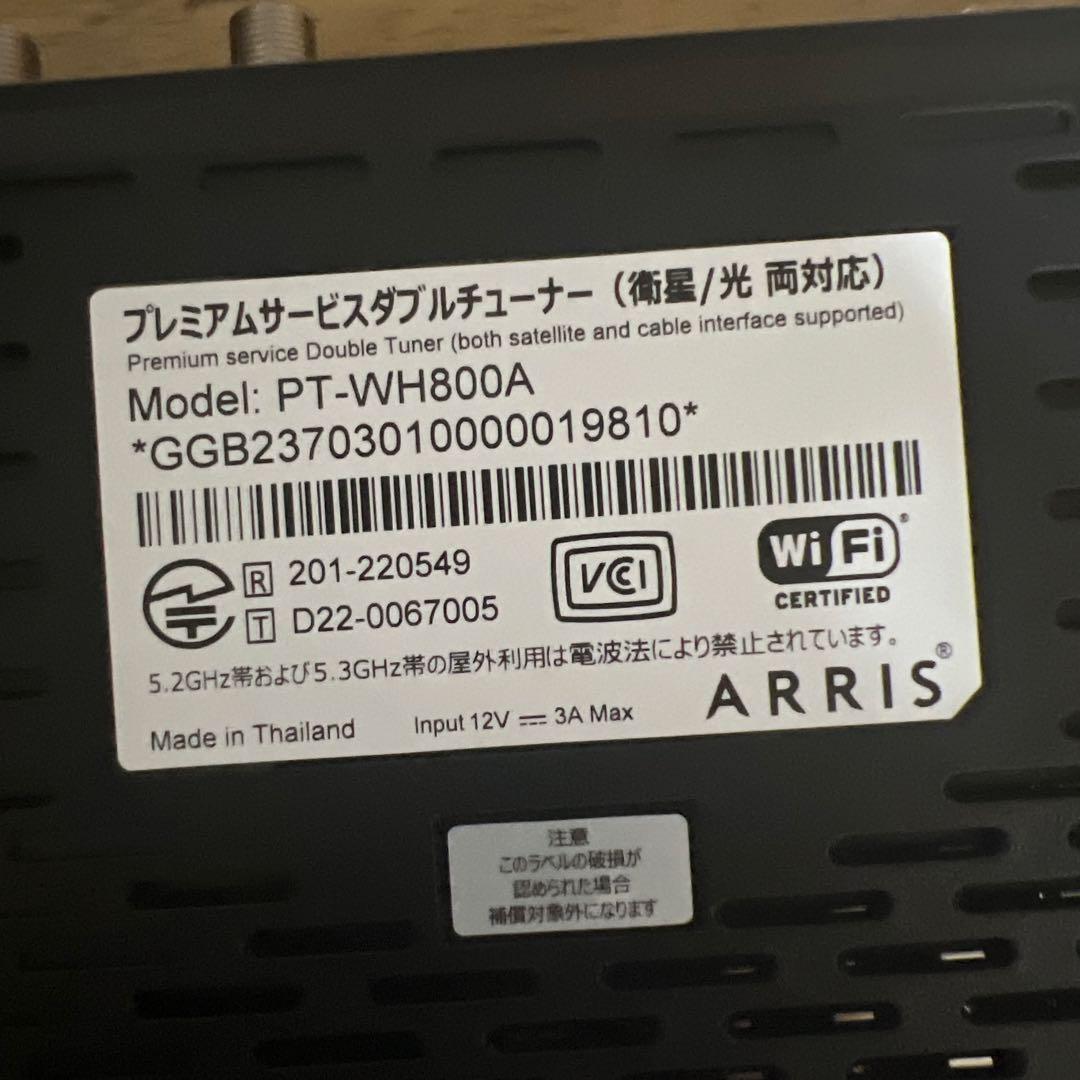 プレミアムサービスダブルチューナー（衛星/光 両対応）
Premium service Double Tuner (both satellite and cable interface supported)
Model: PT-WH800A
*GGB23703010000019810*
R 201-220549
T D22-0067005
VCCI
Wi Fi®
CERTIFIED
5.2GHz帯および5.3GHz帯の屋外利用は電波法により禁止されています。
ARRIS®
Made in Thailand
Input 12V ⎓ 3A Max
注意
このラベルの破損が
認められた場合
補償対象外になります